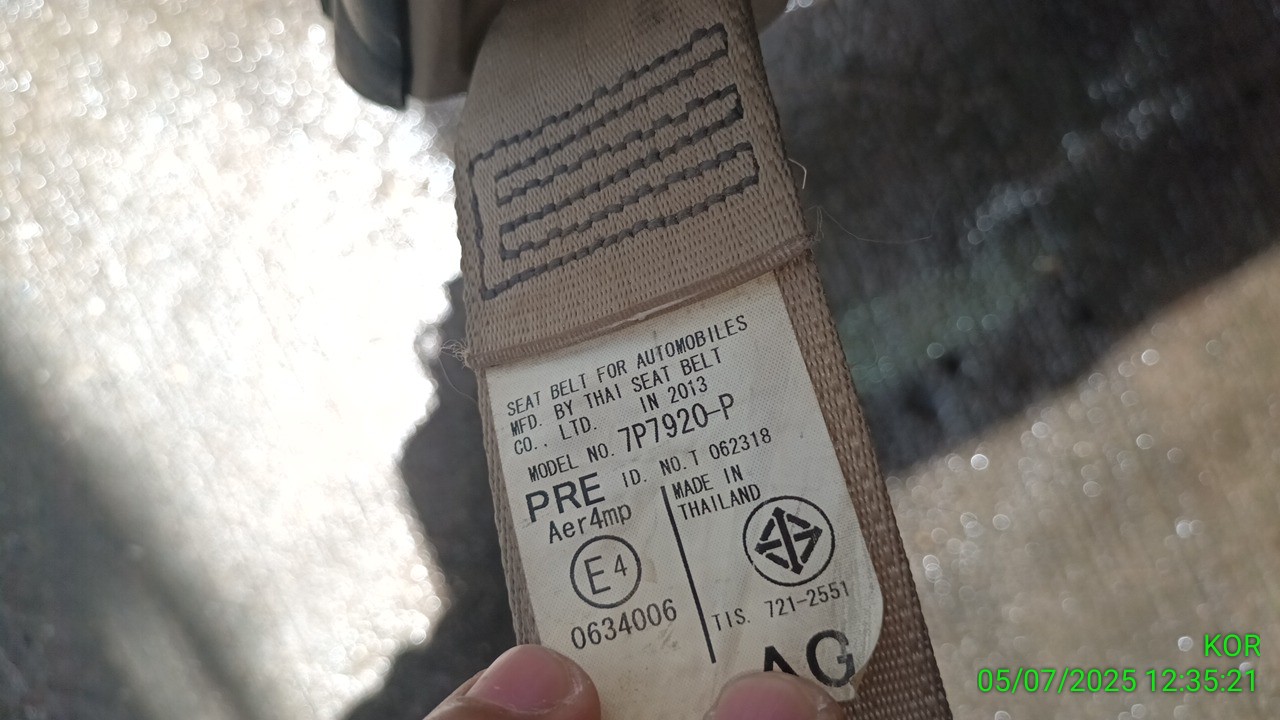 SEAT BELT FOR AUTOMOBILES
MFD. BY THAI SEAT BELT
CO., LTD. IN 2013
MODEL NO. 7P7920-P
PRE ID. NO.T 062318
Aer4mp
E4
0634006
MADE IN
THAILAND
TIS. 721-2551
AG
KOR
05/07/2025 12:35:21